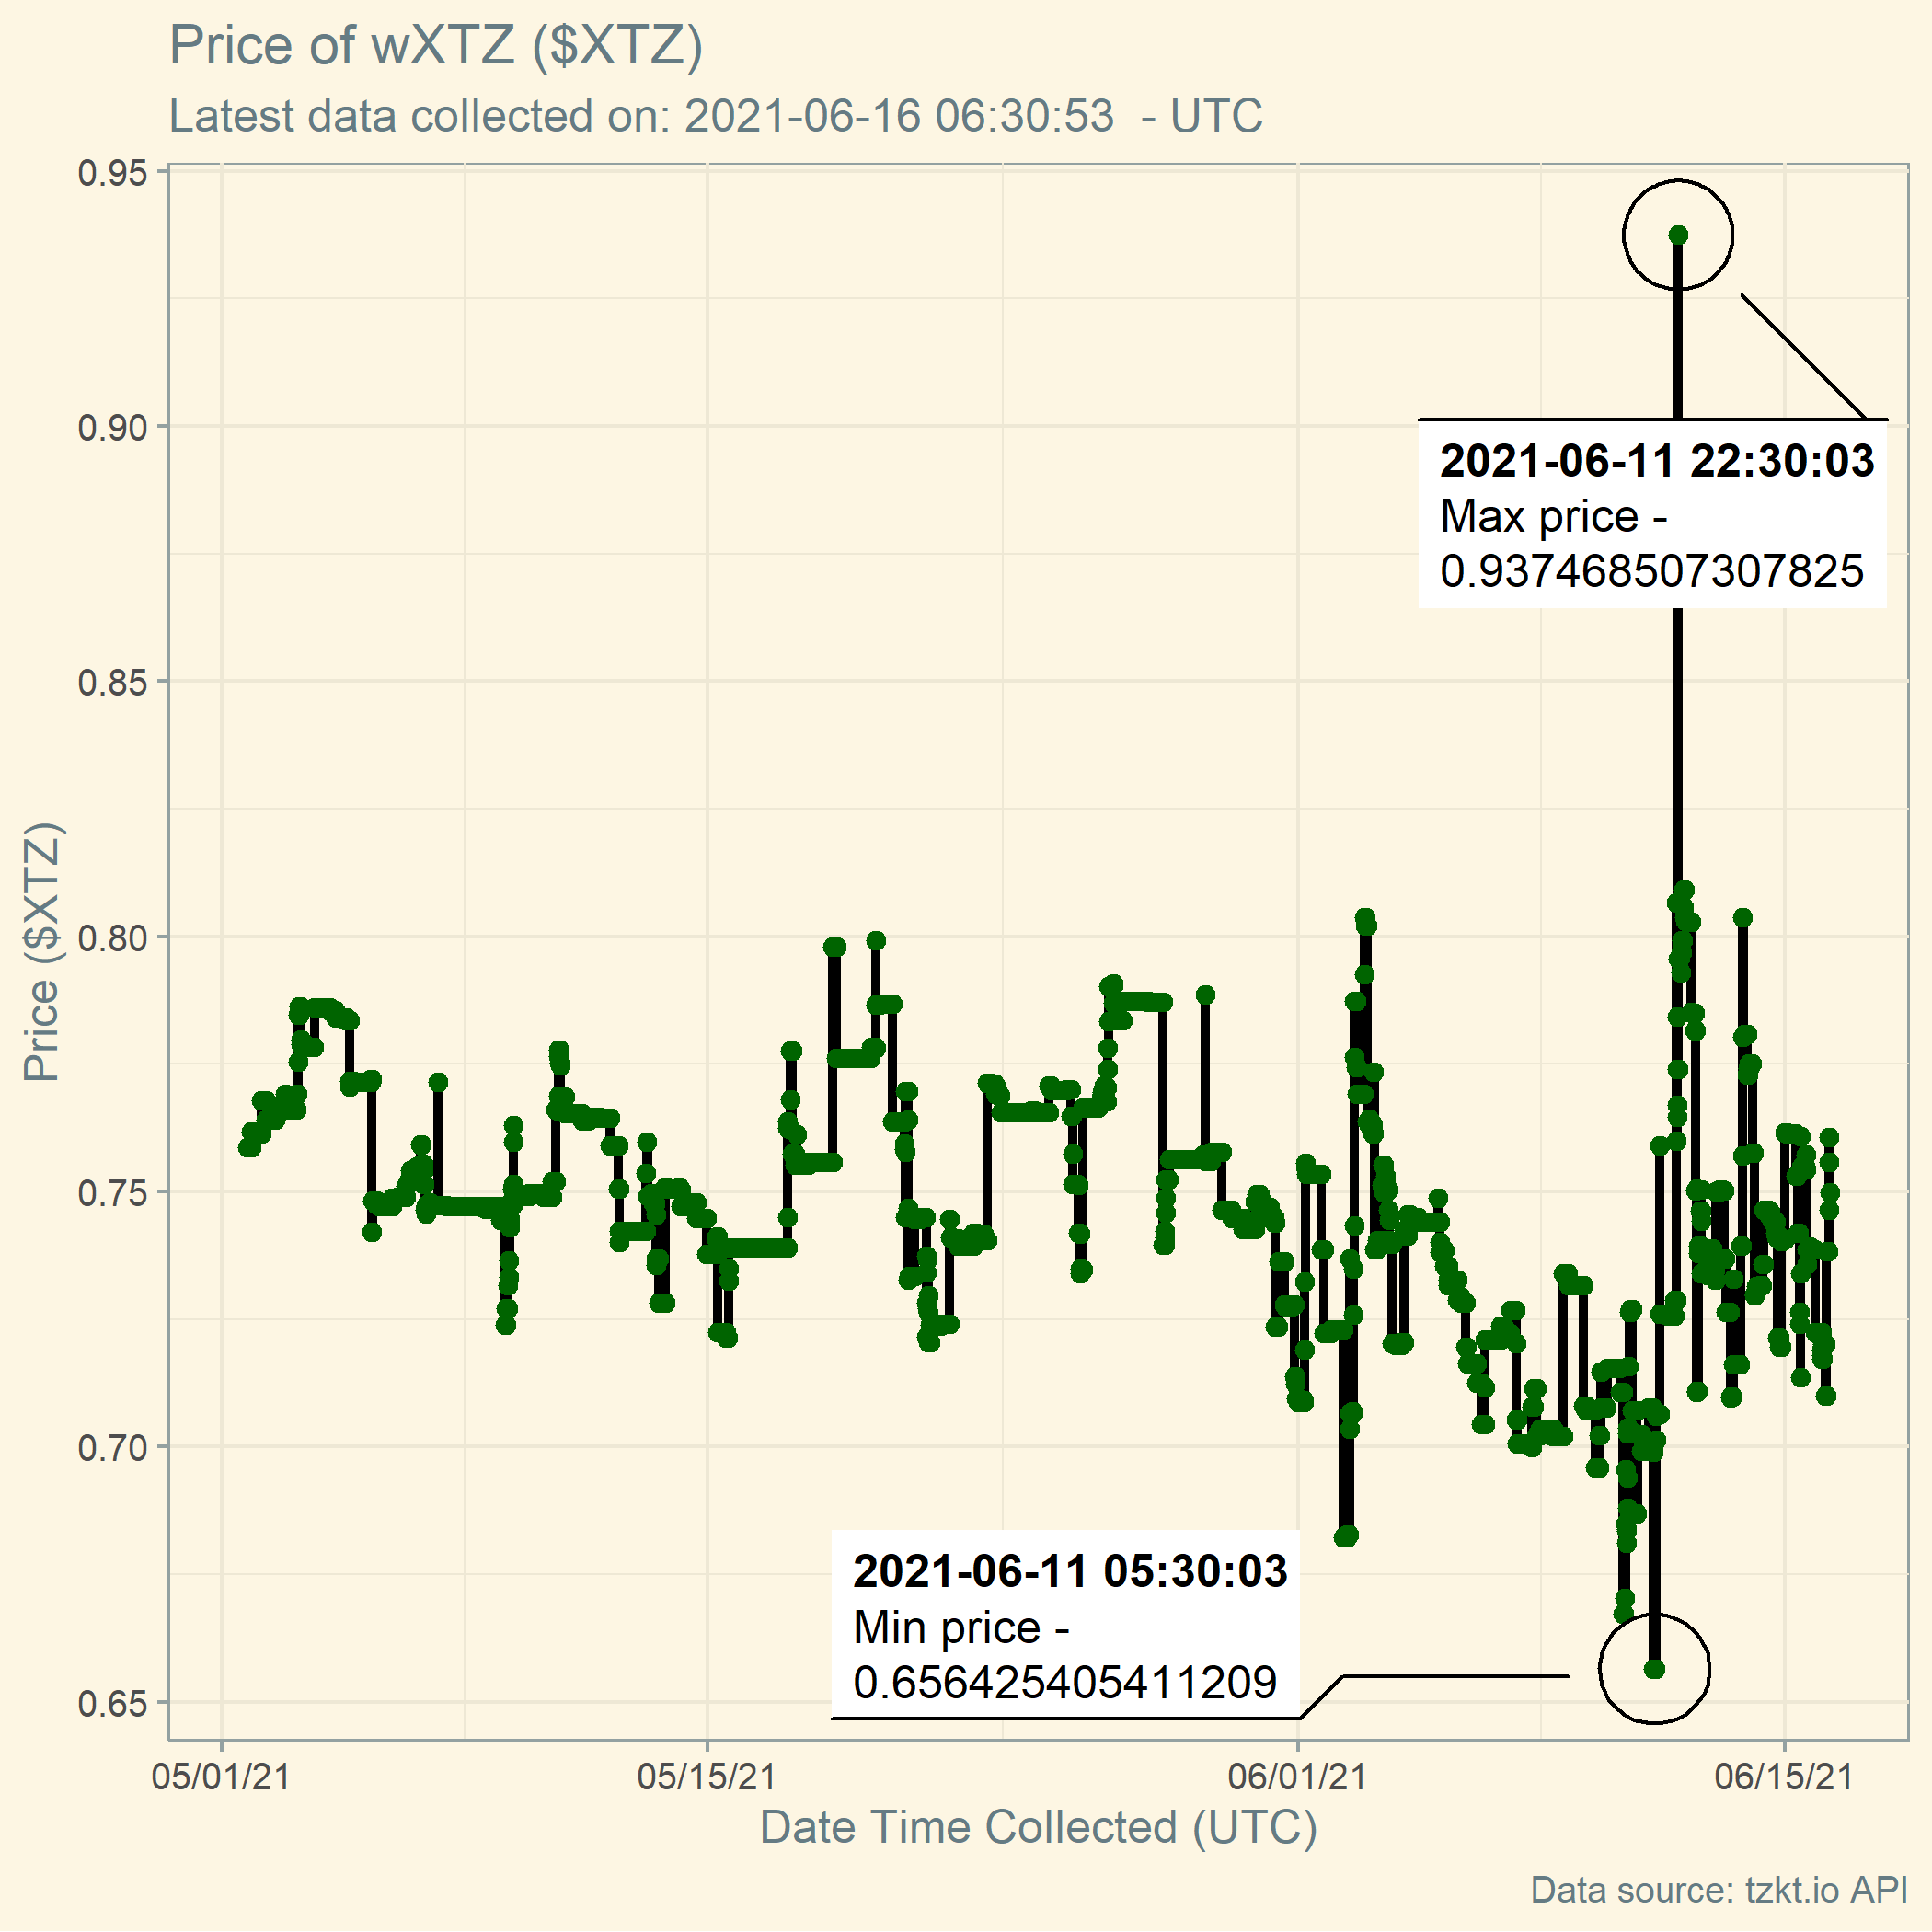 Price of wXTZ ($XTZ)
Latest data collected on: 2021-06-16 06:30:53  - UTC
0.95
0.90
0.85
0.80
0.75
0.70
0.65
Price ($XTZ)
2021-06-11 22:30:03
Max price -
0.937468507307825
2021-06-11 05:30:03
Min price -
0.656425405411209
05/01/21
05/15/21
06/01/21
06/15/21
Date Time Collected (UTC)
Data source: tzkt.io API